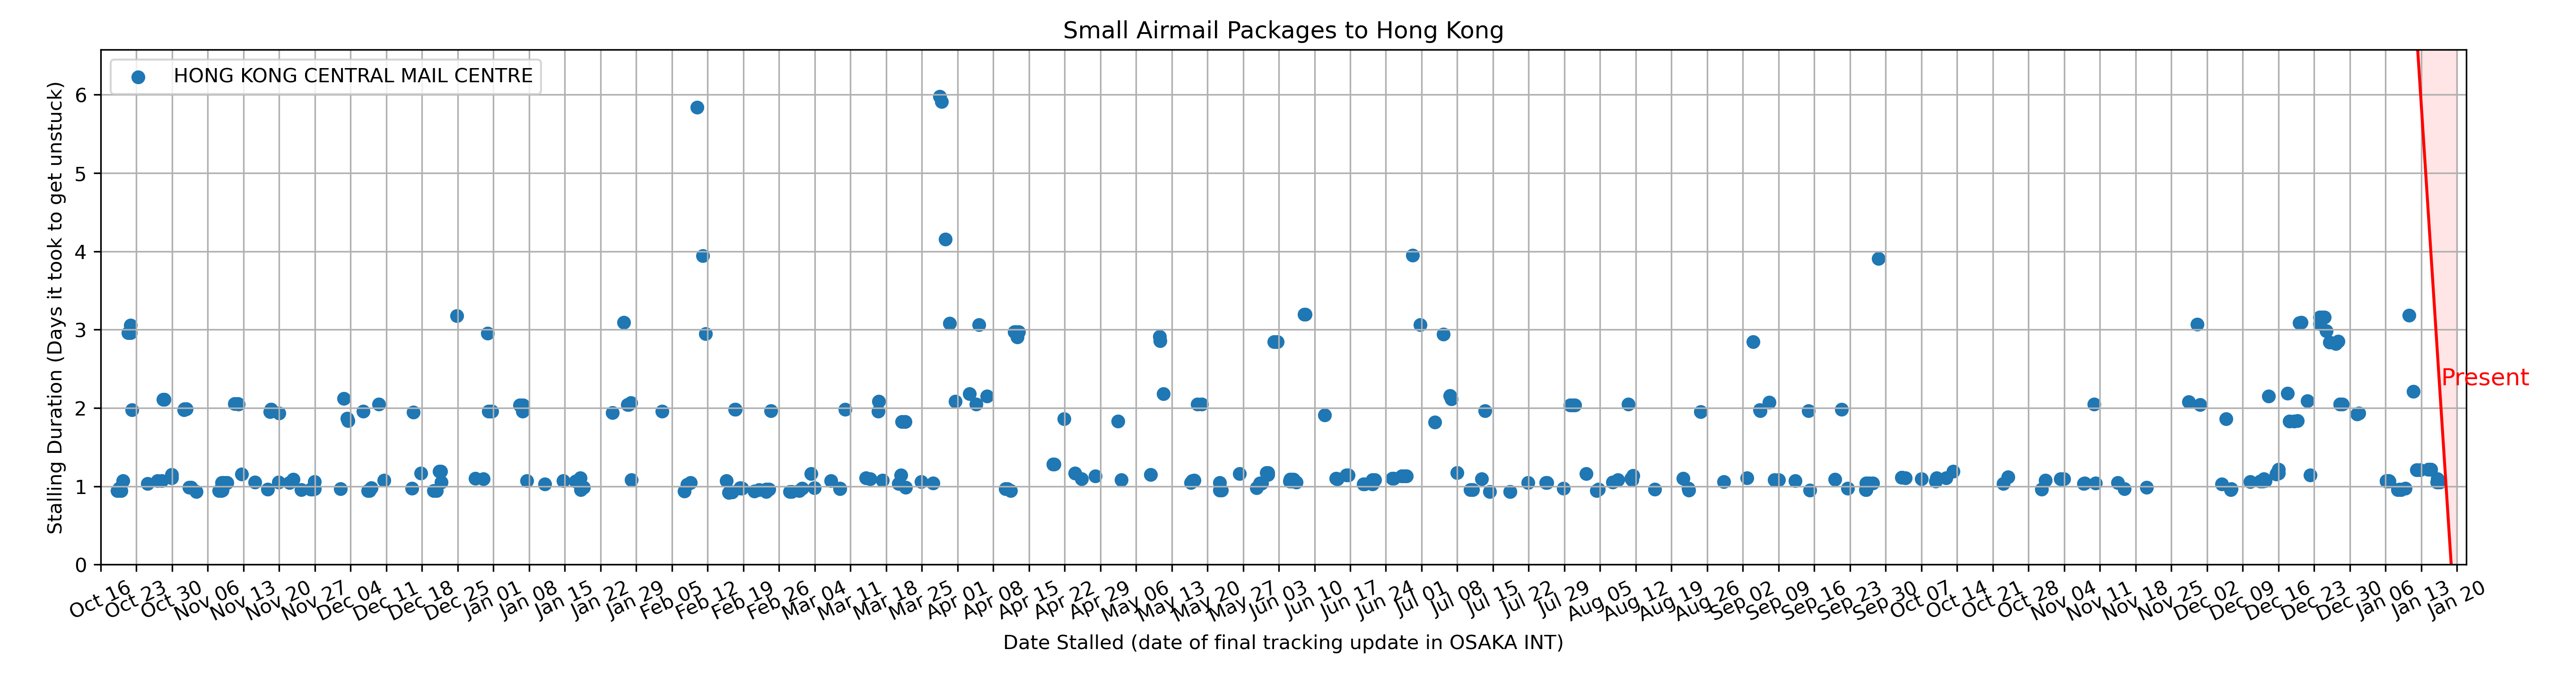 Small Airmail Packages to Hong Kong
HONG KONG CENTRAL MAIL CENTRE
Stalling Duration (Days it took to get unstuck)
6
5
4
3
2
1
0
Present
Oct 16 Oct 23 Oct 30 Nov 06 Nov 13 Nov 20 Nov 27 Dec 04 Dec 11 Dec 18 Dec 25 Jan 01 Jan 08 Jan 15 Jan 22 Jan 29 Feb 05 Feb 12 Feb 19 Feb 26 Mar 04 Mar 11 Mar 18 Mar 25 Apr 01 Apr 08 Apr 15 Apr 22 Apr 29 May 06 May 13 May 20 May 27 Jun 03 Jun 10 Jun 17 Jun 24 Jul 01 Jul 08 Jul 15 Jul 22 Jul 29 Aug 05 Aug 12 Aug 19 Aug 26 Sep 02 Sep 09 Sep 16 Sep 23 Sep 30 Oct 07 Oct 14 Oct 21 Oct 28 Nov 04 Nov 11 Nov 18 Nov 25 Dec 02 Dec 09 Dec 16 Dec 23 Dec 30 Jan 06 Jan 13 Jan 20
Date Stalled (date of final tracking update in OSAKA INT)